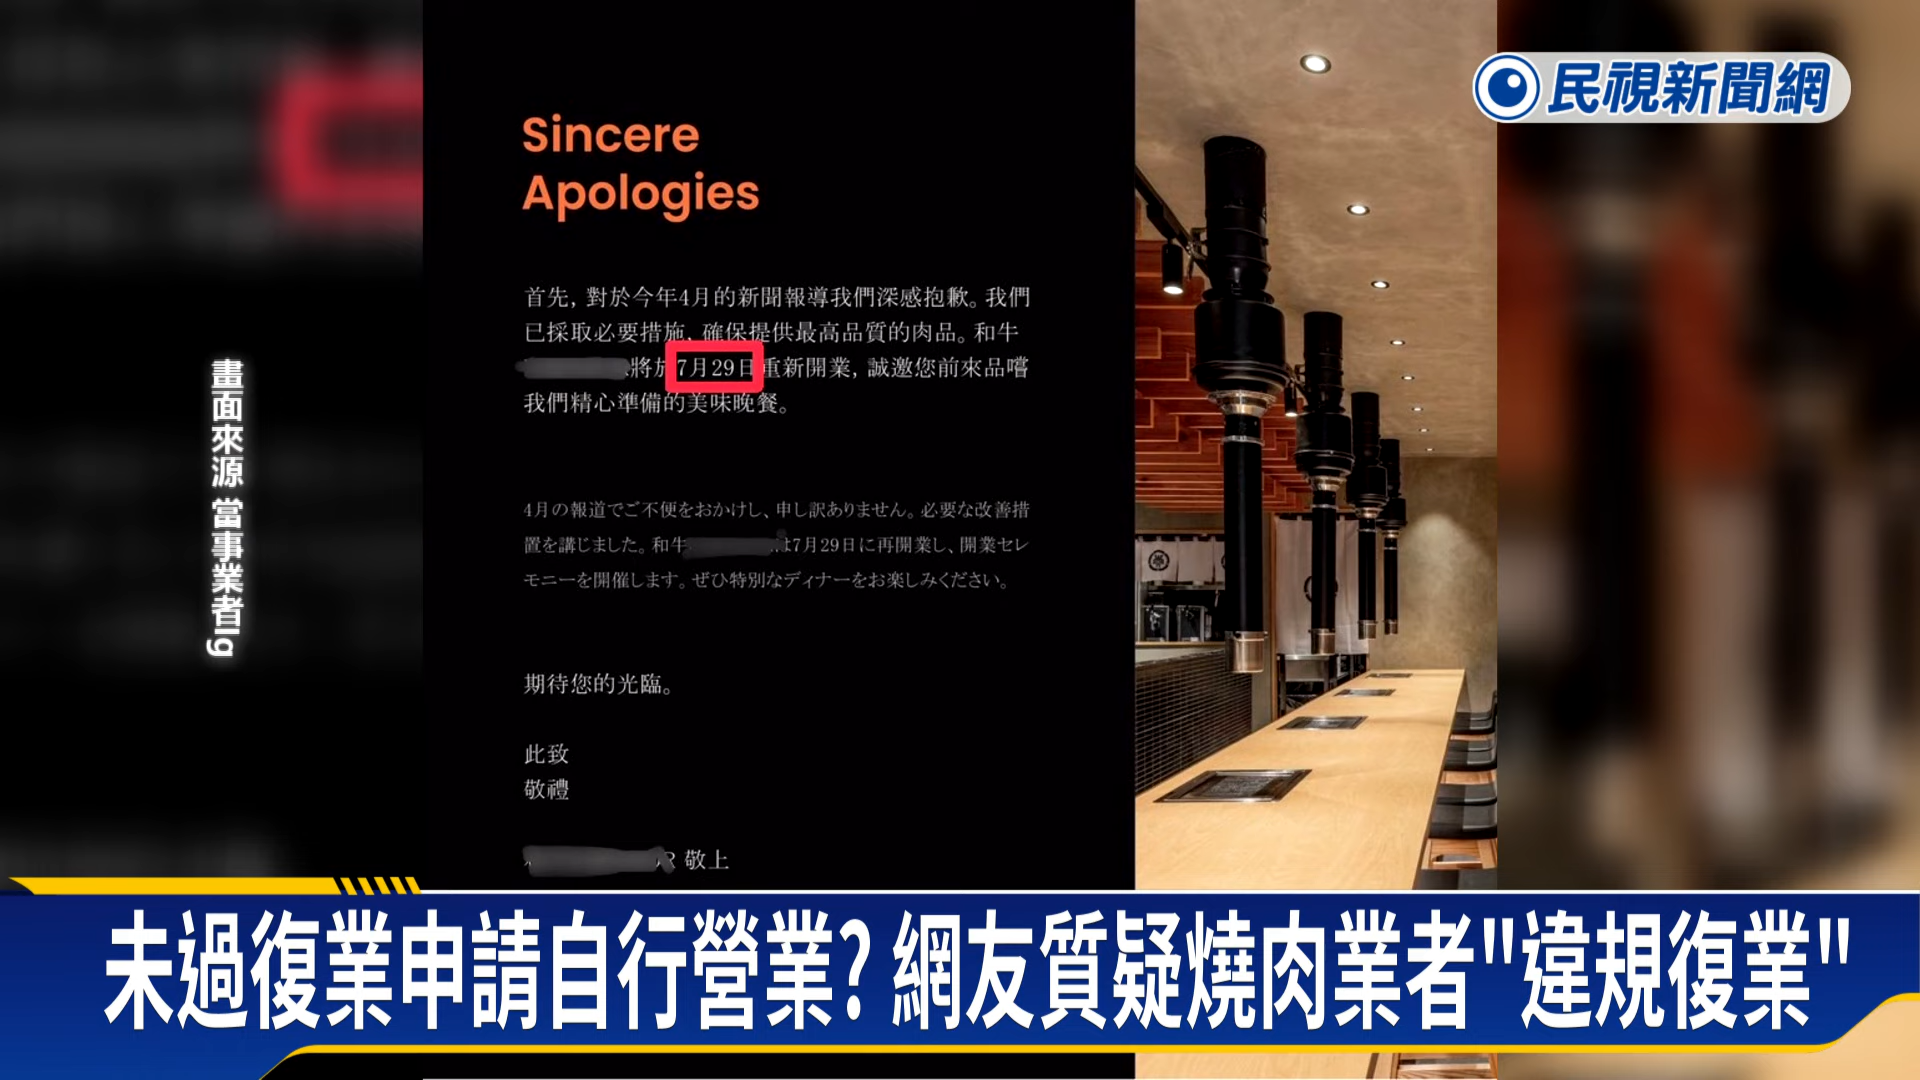 民視新聞網
Sincere
Apologies
首先, 對於今年4月的新聞報導我們深感抱歉。我們
已採取必要措施, 確保提供最高品質的肉品。和牛
將於7月29日重新開業, 誠邀您前來品嚐
我們精心準備的美味晚餐。
4月の報道でご不便をおかけし、申し訳ありません。必要な改善措
置を講じました。和牛は7月29日に再開業し、開業セレ
モニーを開催します。ぜひ特別なディナーをお楽しみください。
期待您的光臨。
此致
敬禮
R 敬上
畫面來源 當事業者ig
未過復業申請自行營業? 網友質疑燒肉業者"違規復業"